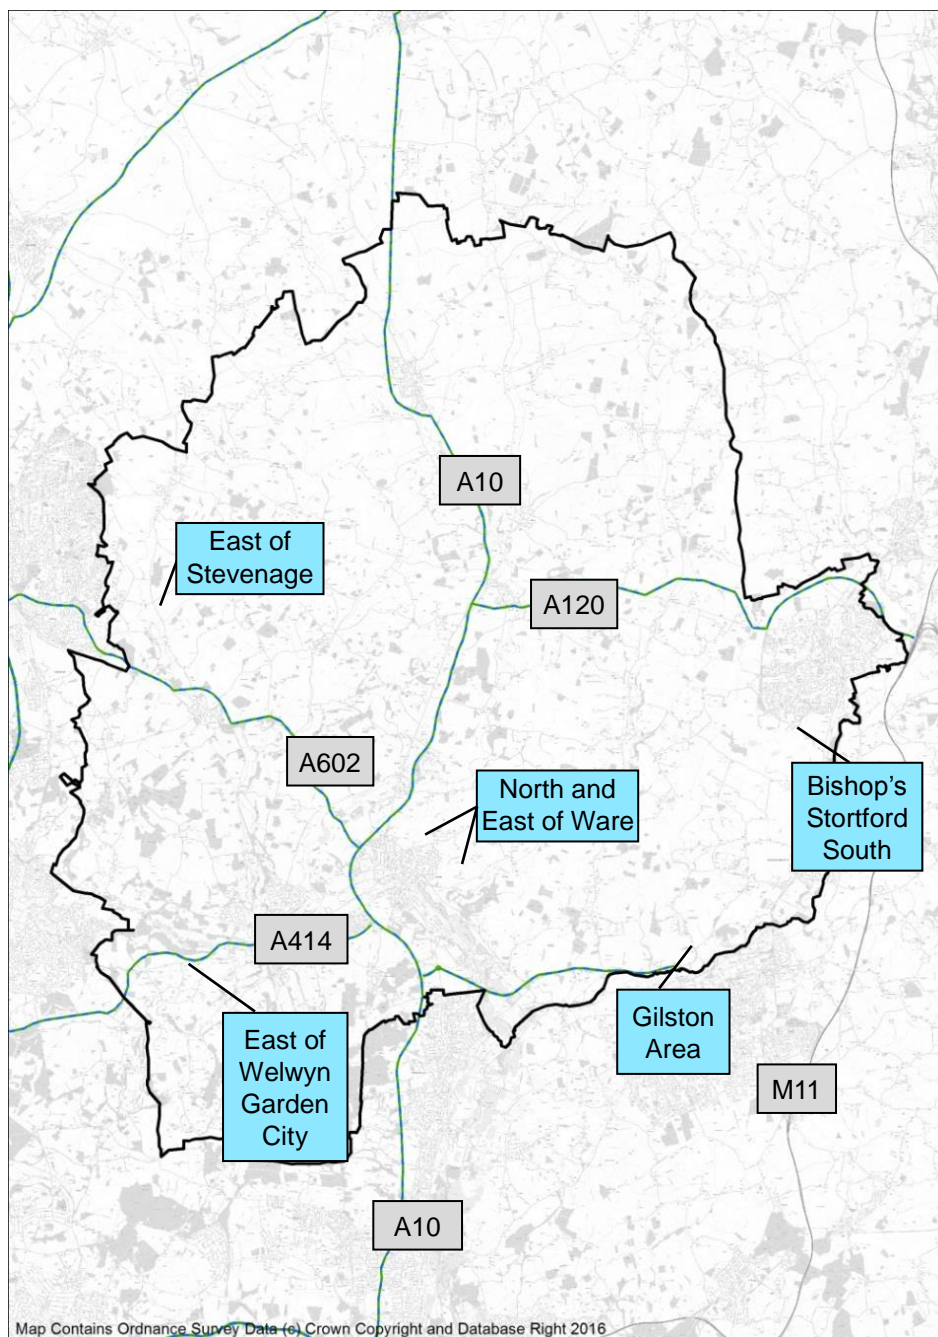 A10
East of
Stevenage
A120
A602
North and
East of Ware
Bishop's
Stortford
South
A414
Gilston
Area
East of
Welwyn
Garden
City
M11
A10
Map Contains Ordnance Survey Data (c) Crown Copyright and Database Right 2016